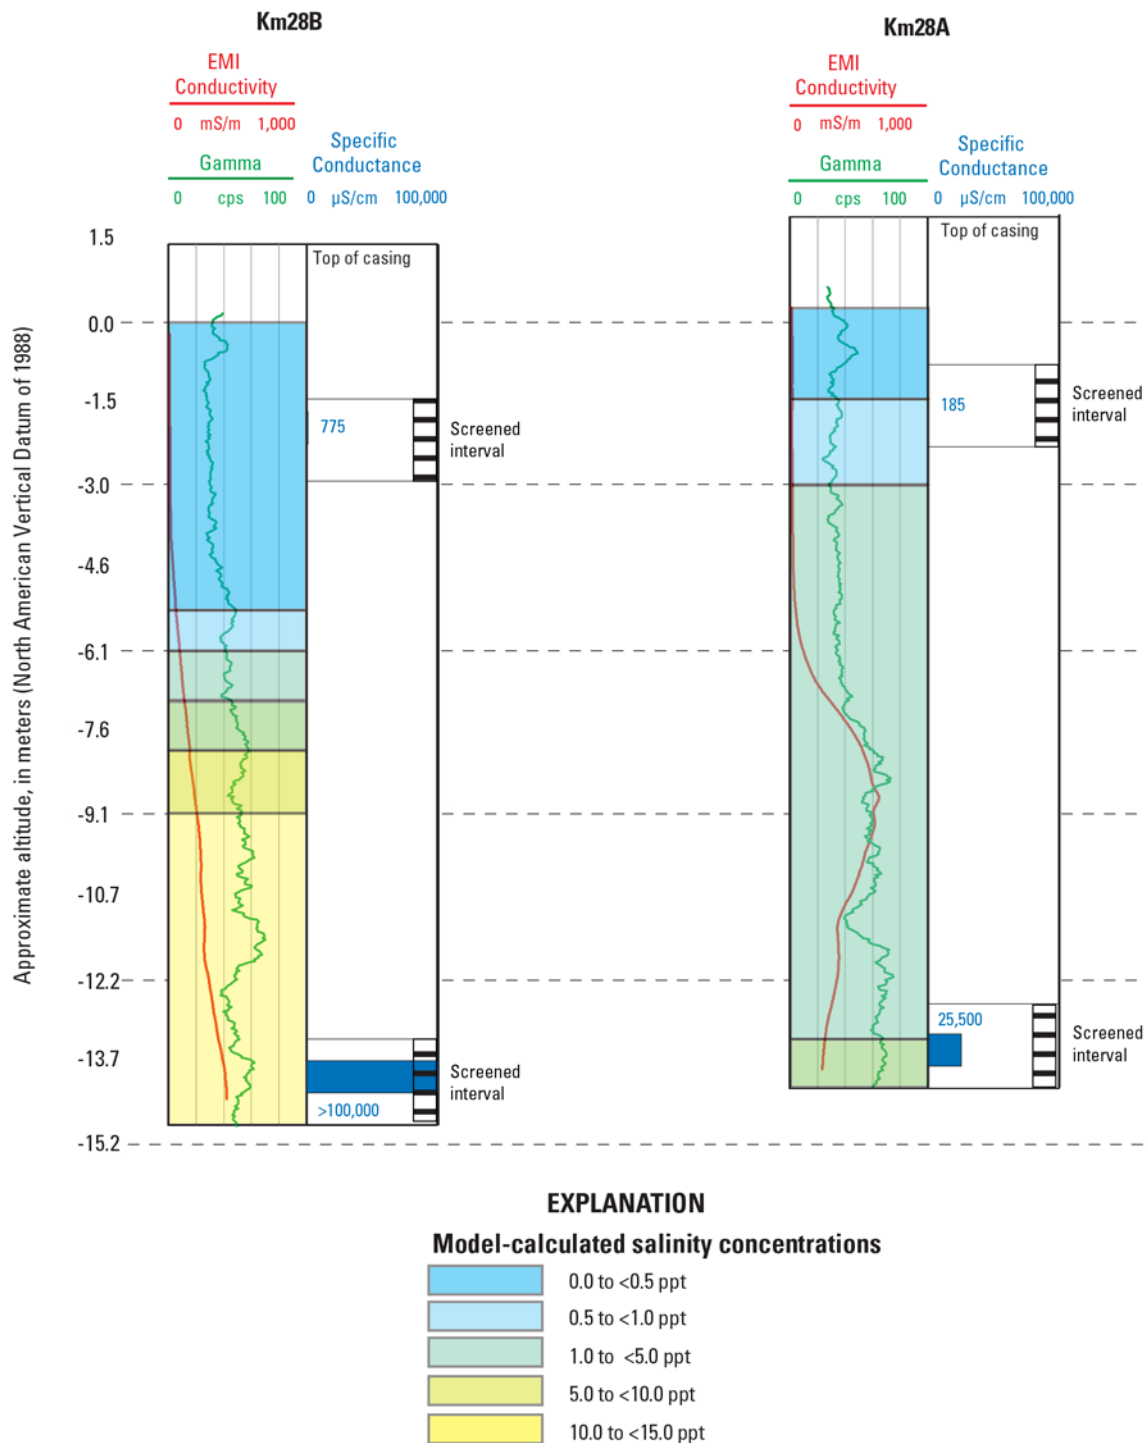 Km28B
Km28A
EMI
Conductivity
0 mS/m 1,000
Gamma
0 cps 100
Specific
Conductance
0 µS/cm 100,000
EMI
Conductivity
0 mS/m 1,000
Gamma
0 cps 100
Specific
Conductance
0 µS/cm 100,000
Approximate altitude, in meters (North American Vertical Datum of 1988)
1.5
0.0
-1.5
-3.0
-4.6
-6.1
-7.6
-9.1
-10.7
-12.2
-13.7
-15.2
Top of casing
775
Screened
interval
>100,000
Screened
interval
Top of casing
185
Screened
interval
25,500
Screened
interval
EXPLANATION
Model-calculated salinity concentrations
0.0 to <0.5 ppt
0.5 to <1.0 ppt
1.0 to <5.0 ppt
5.0 to <10.0 ppt
10.0 to <15.0 ppt